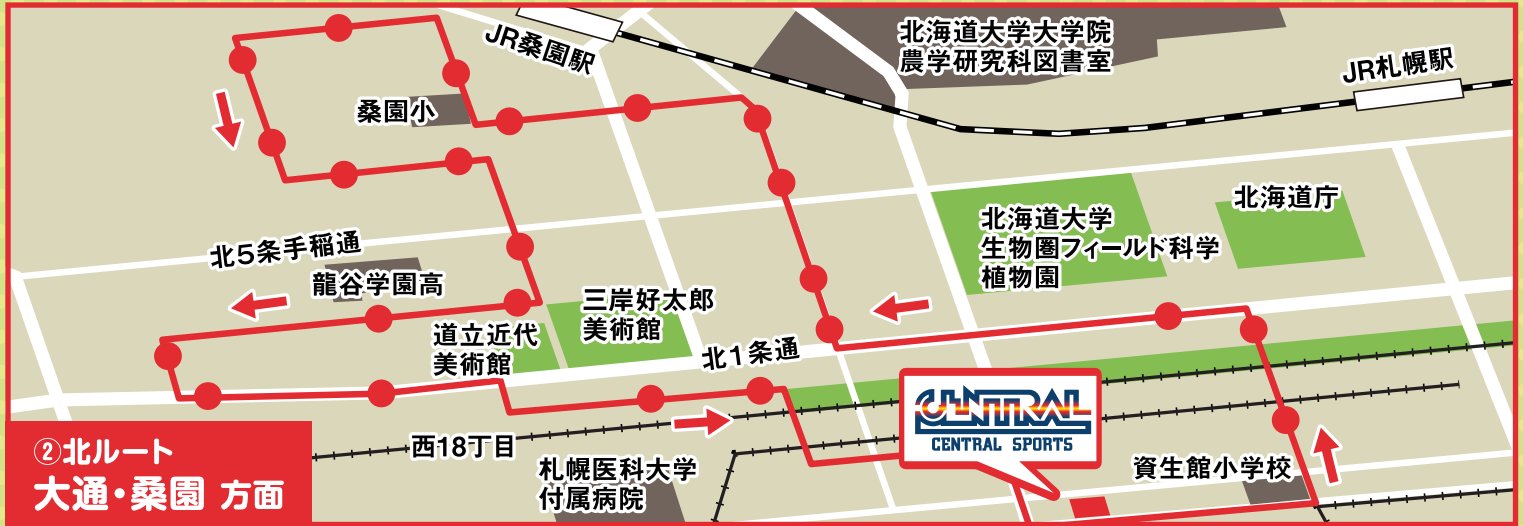 JR桑園駅
北海道大学大学院
農学研究科図書室
JR札幌駅
桑園小
北海道庁
北海道大学
生物圏フィールド科学
植物園
北5条手稲通
龍谷学園高
三岸好太郎
美術館
道立近代
美術館
北1条通
CENTRAL
CENTRAL SPORTS
西18丁目
札幌医科大学
付属病院
資生館小学校
②北ルート
大通・桑園 方面